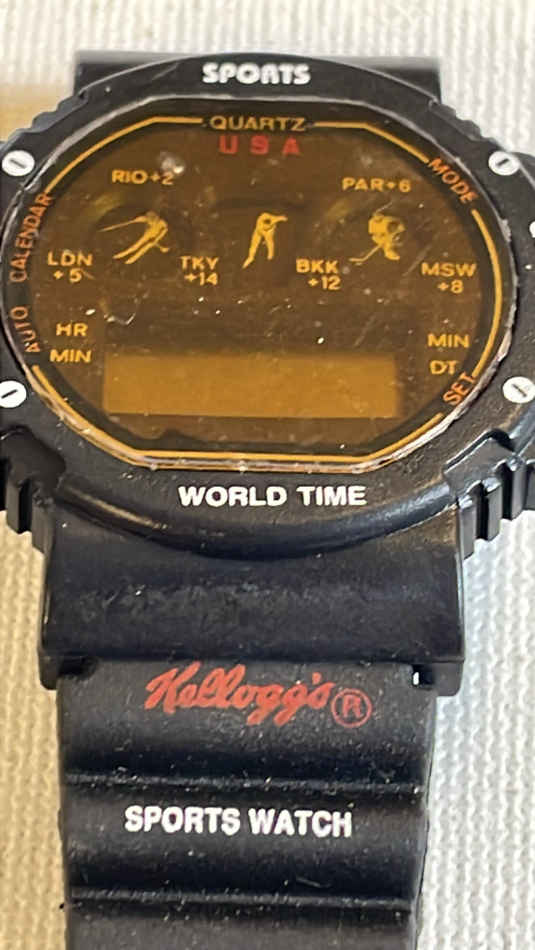 SPORTS
QUARTZ
USA
MODE
RIO+2
PAR+6
AUTO CALENDAR
LDN
+5
TKY
+14
BKK
+12
MSW
+8
HR
MIN
MIN
DT
SET
WORLD TIME
Kellogg's®
SPORTS WATCH